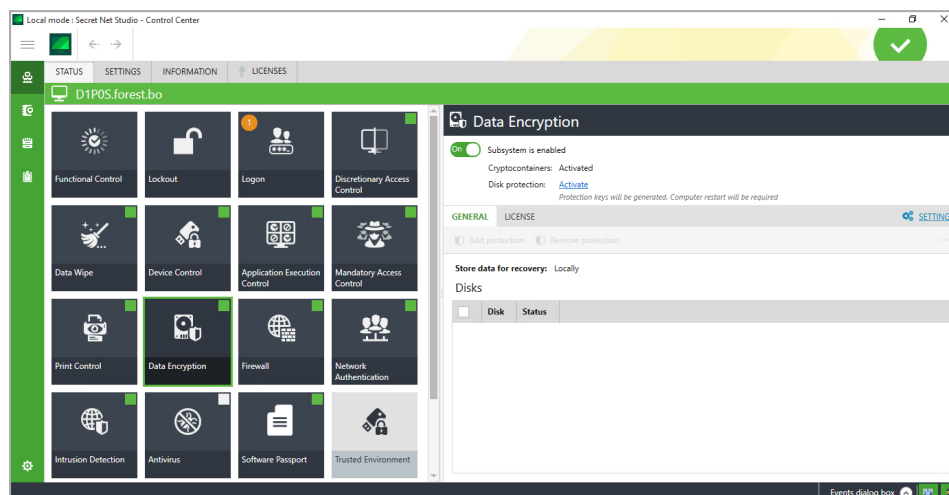 Local mode : Secret Net Studio - Control Center
STATUS SETTINGS INFORMATION LICENSES
D1P0S.forest.bo
Functional Control
Lockout
1
Logon
Discretionary Access
Control
Data Wipe
Device Control
Application Execution
Control
Mandatory Access
Control
Print Control
Data Encryption
Firewall
Network
Authentication
Intrusion Detection
Antivirus
Software Passport
Trusted Environment
Data Encryption
On Subsystem is enabled
Cryptocontainers: Activated
Disk protection: Activate
Protection keys will be generated. Computer restart will be required
GENERAL LICENSE SETTING
Add protection Remove protection
Store data for recovery: Locally
Disks
Disk Status
Events dialog box